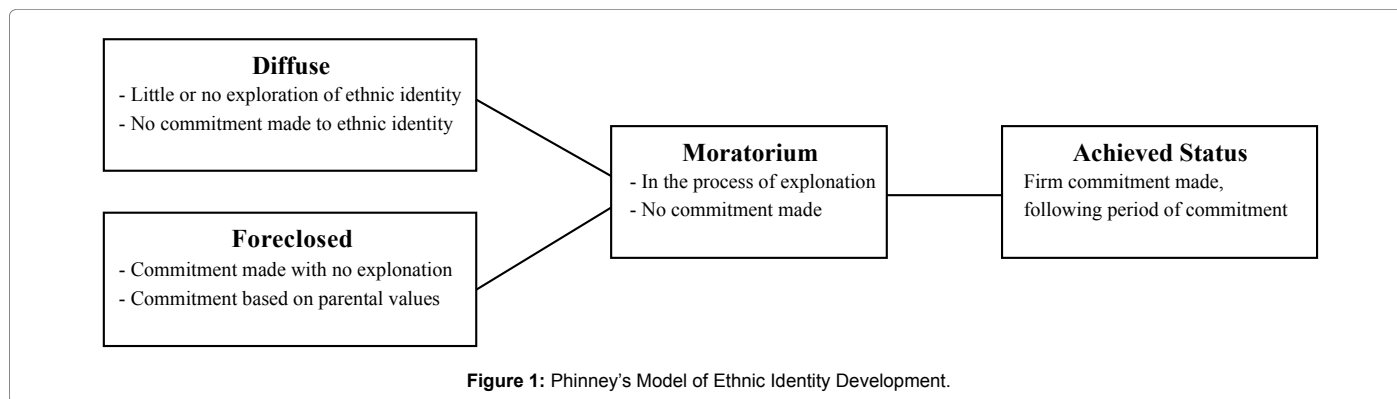 Diffuse
- Little or no exploration of ethnic identity
- No commitment made to ethnic identity
Foreclosed
- Commitment made with no explonation
- Commitment based on parental values
Moratorium
- In the process of explonation
- No commitment made
Achieved Status
Firm commitment made,
following period of commitment
Figure 1: Phinney's Model of Ethnic Identity Development.